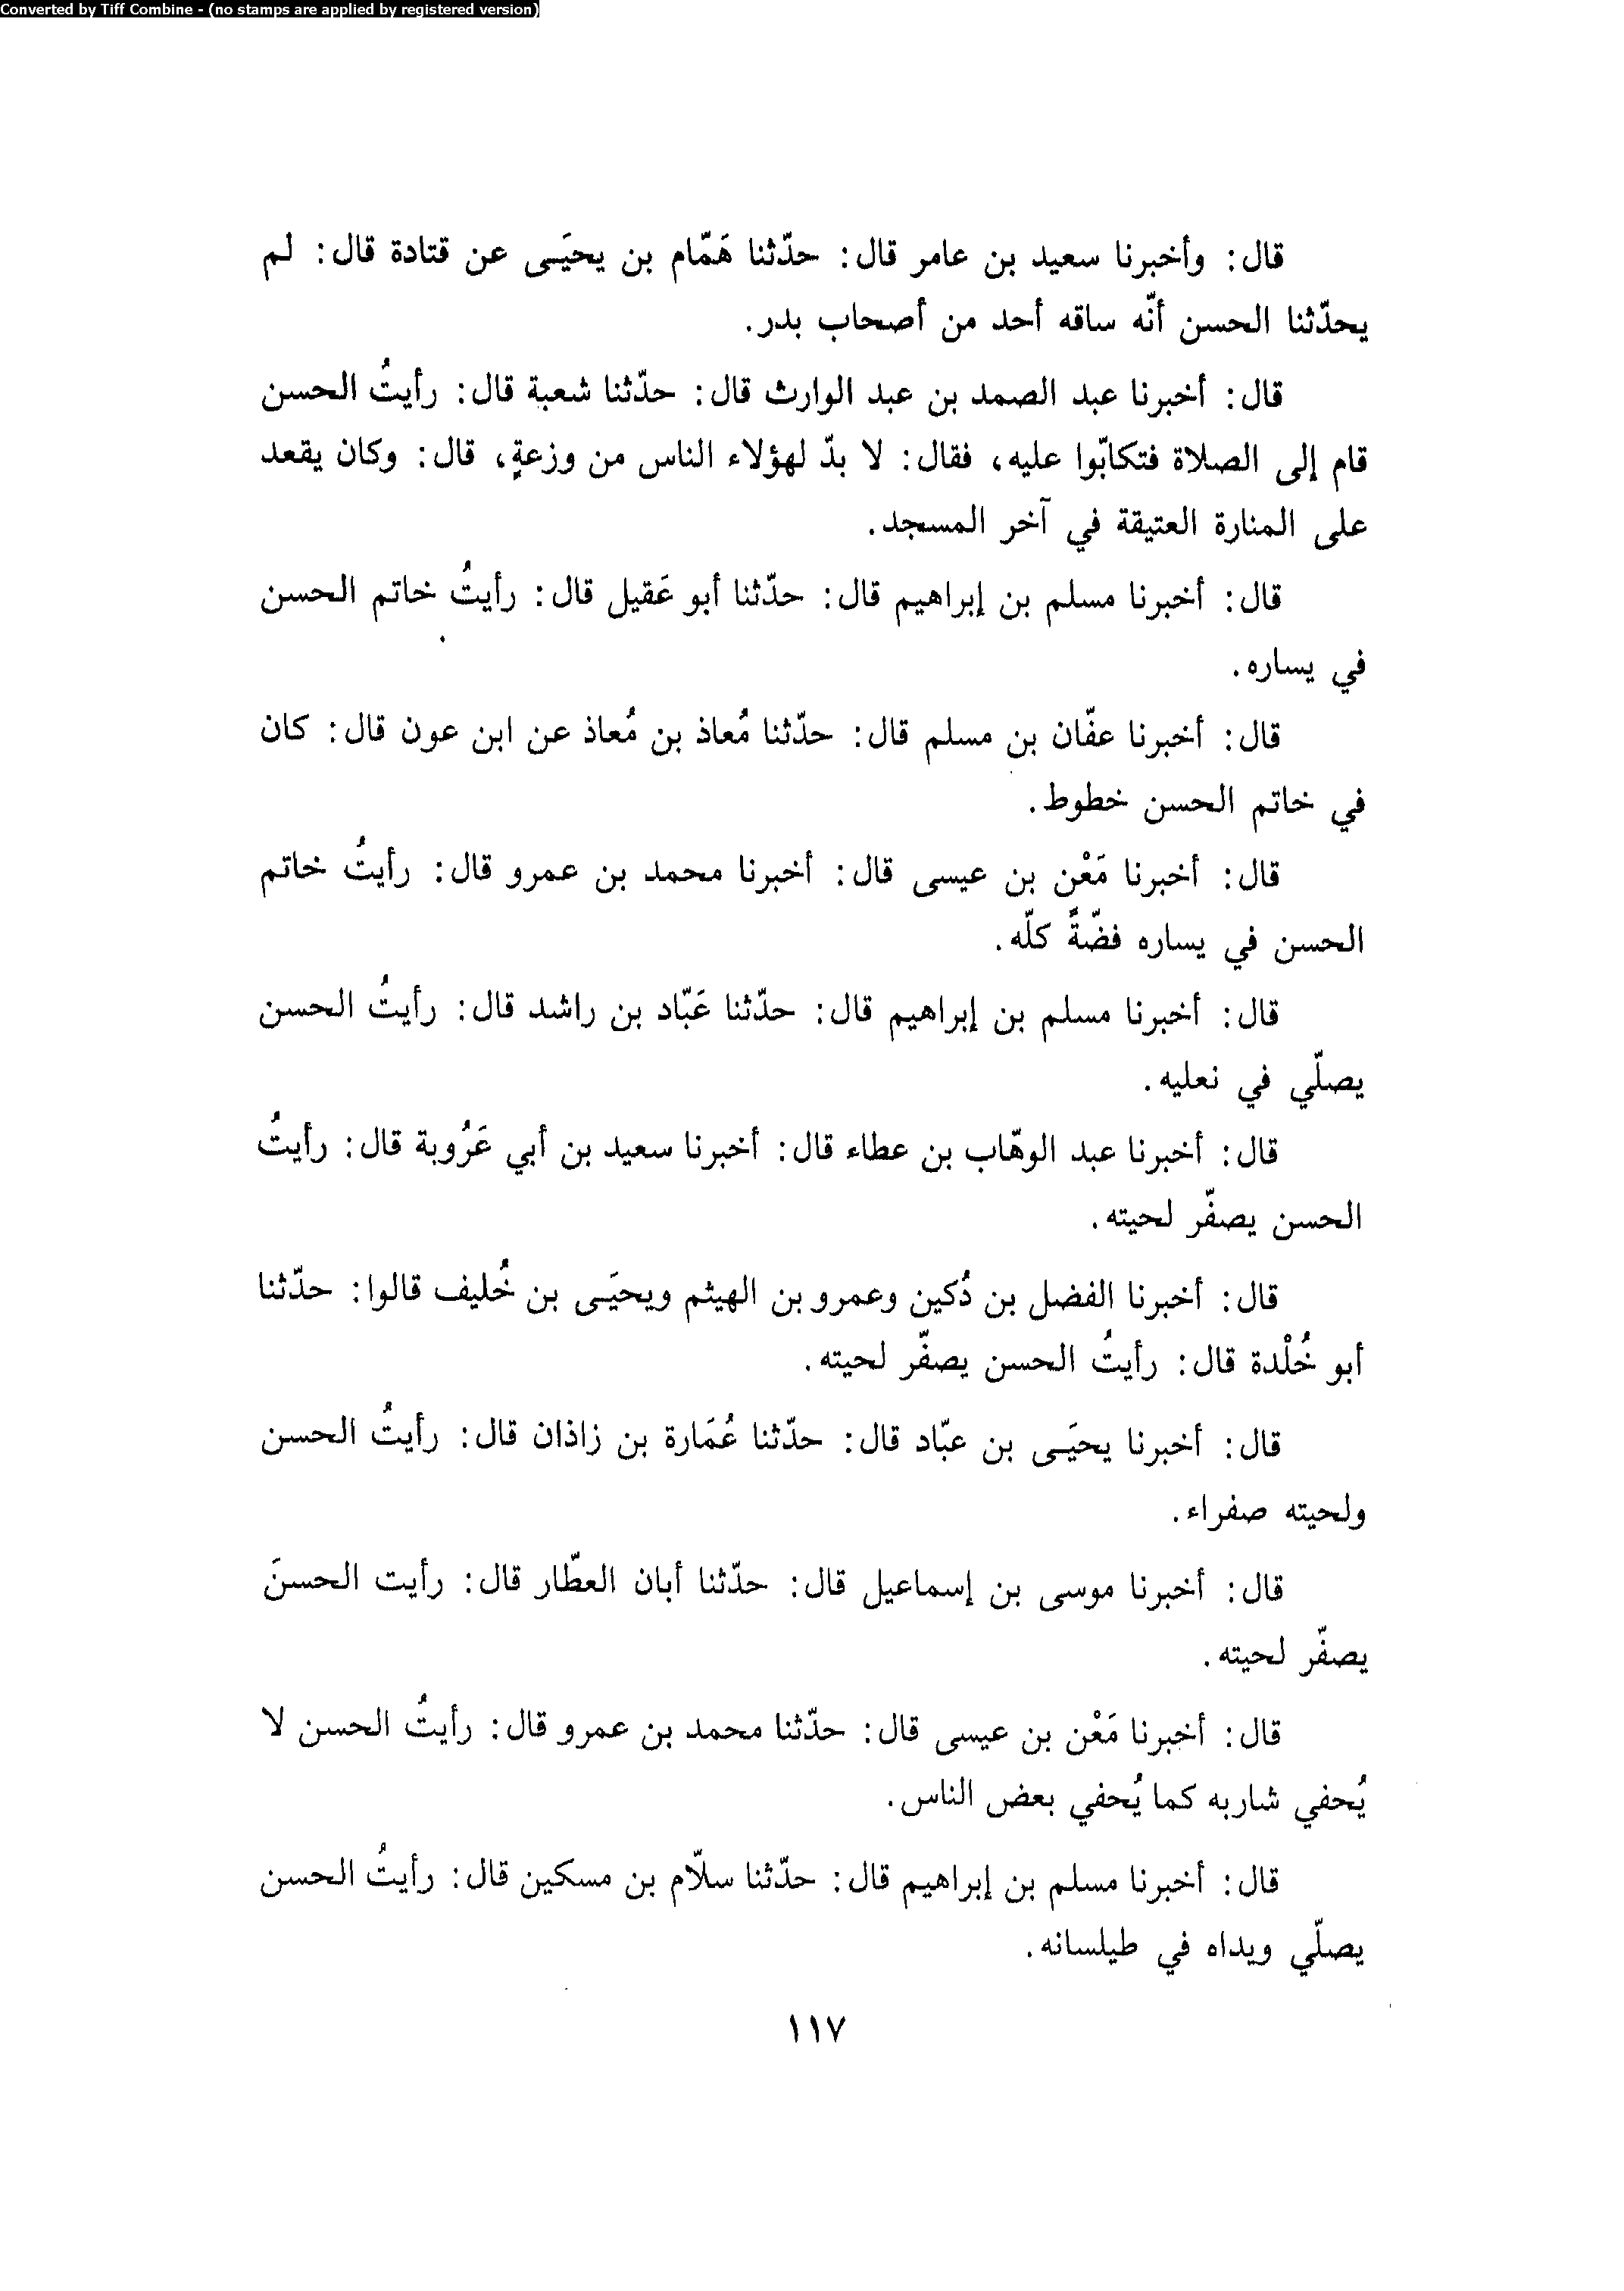 Converted by Tiff Combine - (no stamps are applied by registered version)
قال: وأخبرنا سعيد بن عامر قال: حدّثنا هَمّام بن يحيَـى عن قتادة قال: لم
يحدّثنا الحسن أنّه ساقه أحد من أصحاب بدر.
قال: أخبرنا عبد الصمد بن عبد الوارث قال: حدّثنا شعبة قال: رأيتُ الحسن
قام إلى الصلاة فتكابّوا عليه، فقال: لا بدّ لهؤلاء الناس من وزعةٍ، قال: وكان يقعد
على المنارة العتيقة في آخر المسجد.
قال: أخبرنا مسلم بن إبراهيم قال: حدّثنا أبو عَقيل قال: رأيتُ خاتم الحسن
في يساره.
قال: أخبرنا عفّان بن مسلم قال: حدّثنا مُعاذ بن مُعاذ عن ابن عون قال: كان
في خاتم الحسن خطوط.
قال: أخبرنا مَعْن بن عيسى قال: أخبرنا محمد بن عمرو قال: رأيتُ خاتم
الحسن في يساره فضّةً كلّه.
قال: أخبرنا مسلم بن إبراهيم قال: حدّثنا عَبّاد بن راشد قال: رأيتُ الحسن
يصلّي في نعليه.
قال: أخبرنا عبد الوهّاب بن عطاء قال: أخبرنا سعيد بن أبي عَرُوبة قال: رأيتُ
الحسن يصفّر لحيته.
قال: أخبرنا الفضل بن دُكين وعمرو بن الهيثم ويحيَـى بن خُليف قالوا: حدّثنا
أبو خُلْدة قال: رأيتُ الحسن يصفّر لحيته.
قال: أخبرنا يحيَـى بن عبّاد قال: حدّثنا عُمَارة بن زاذان قال: رأيتُ الحسن
ولحيته صفراء.
قال: أخبرنا موسى بن إسماعيل قال: حدّثنا أبان العطّار قال: رأيت الحسنَ
يصفّر لحيته.
قال: أخبرنا مَعْن بن عيسى قال: حدّثنا محمد بن عمرو قال: رأيتُ الحسن لا
يُحفي شاربه كما يُحفي بعض الناس.
قال: أخبرنا مسلم بن إبراهيم قال: حدّثنا سلاّم بن مسكين قال: رأيتُ الحسن
يصلّي ويداه في طيلسانه.
١١٧